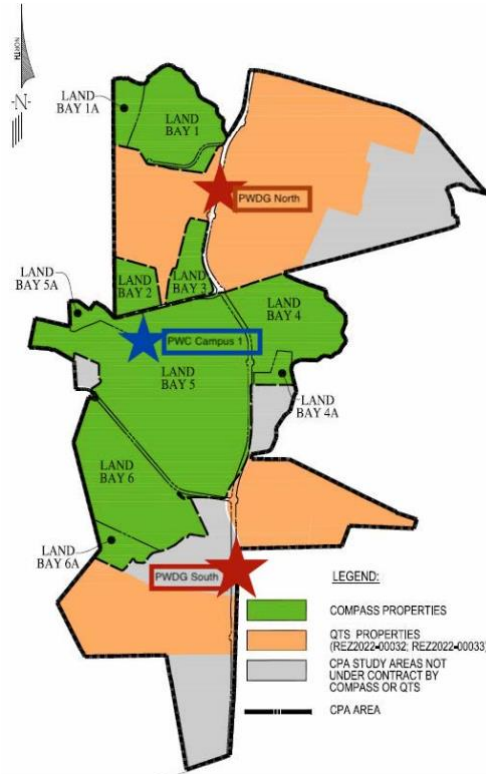 NORTH
-N-
LAND
BAY 1A
LAND
BAY 1
PWDG North
LAND
BAY 2
LAND
BAY 3
LAND
BAY 5A
LAND
BAY 4
PWC Campus 1
LAND
BAY 5
LAND
BAY 4A
LAND
BAY 6
LAND
BAY 6A
PWDG South
LEGEND:
COMPASS PROPERTIES
QTS PROPERTIES
(REZ2022-00032; REZ2022-00033)
CPA STUDY AREAS NOT
UNDER CONTRACT BY
COMPASS OR QTS
CPA AREA